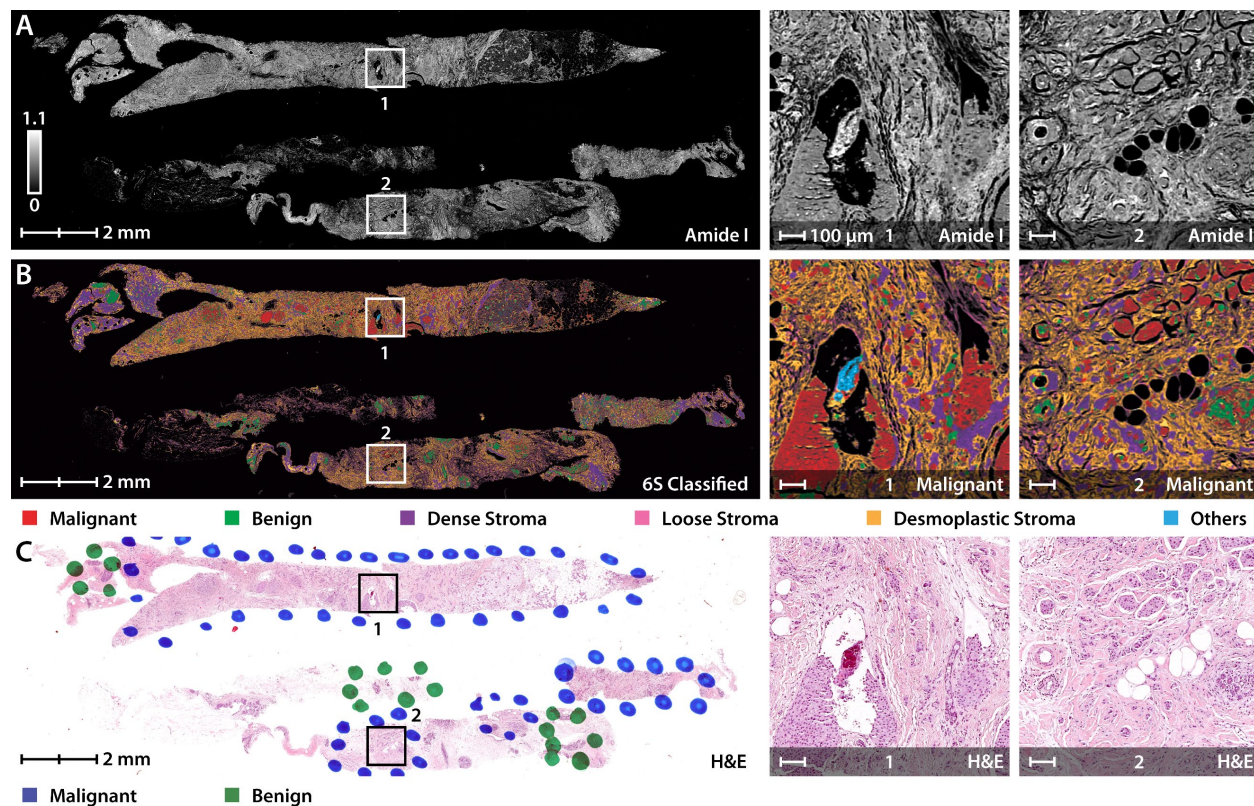 A
1
1.1
0
2
2 mm
Amide I
100 μm 1 Amide I
2 Amide I
B
1
2
2 mm
6S Classified
1 Malignant
2 Malignant
Malignant Benign Dense Stroma Loose Stroma Desmoplastic Stroma Others
C
1
2
2 mm
H&E
1 H&E
2 H&E
Malignant Benign